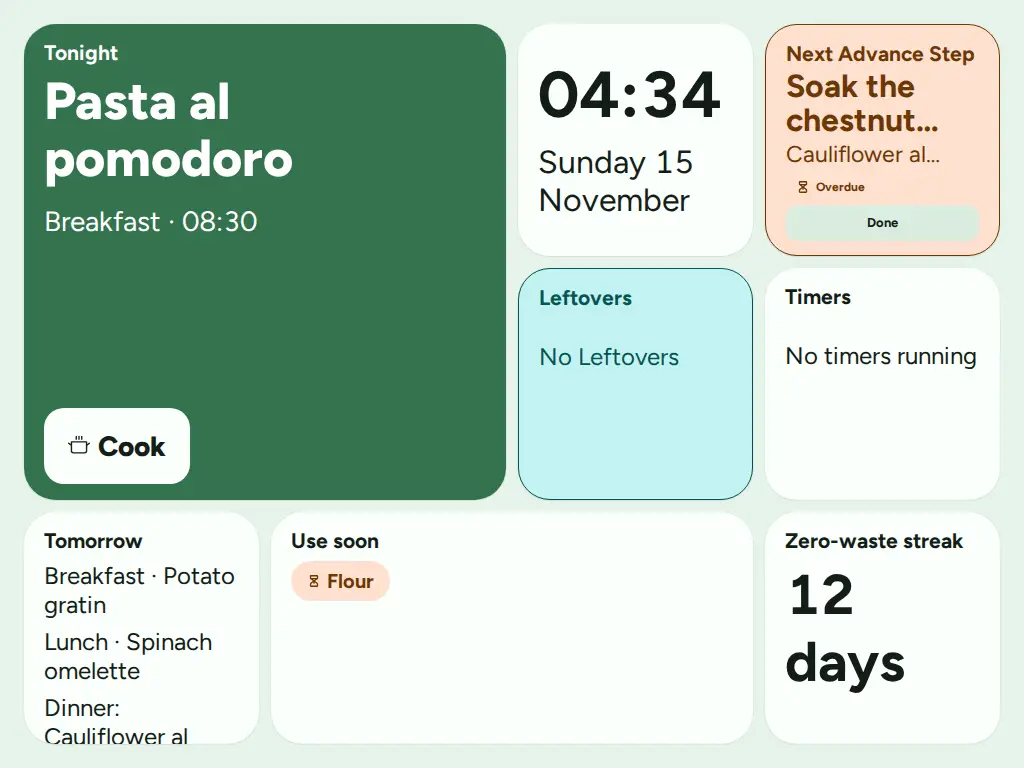 Tonight
Pasta al
pomodoro
Breakfast · 08:30
Cook
04:34
Sunday 15
November
Next Advance Step
Soak the
chestnut...
Cauliflower al...
Overdue
Done
Leftovers
No Leftovers
Timers
No timers running
Tomorrow
Breakfast · Potato
gratin
Lunch · Spinach
omelette
Dinner:
Cauliflower al
Use soon
Flour
Zero-waste streak
12
days